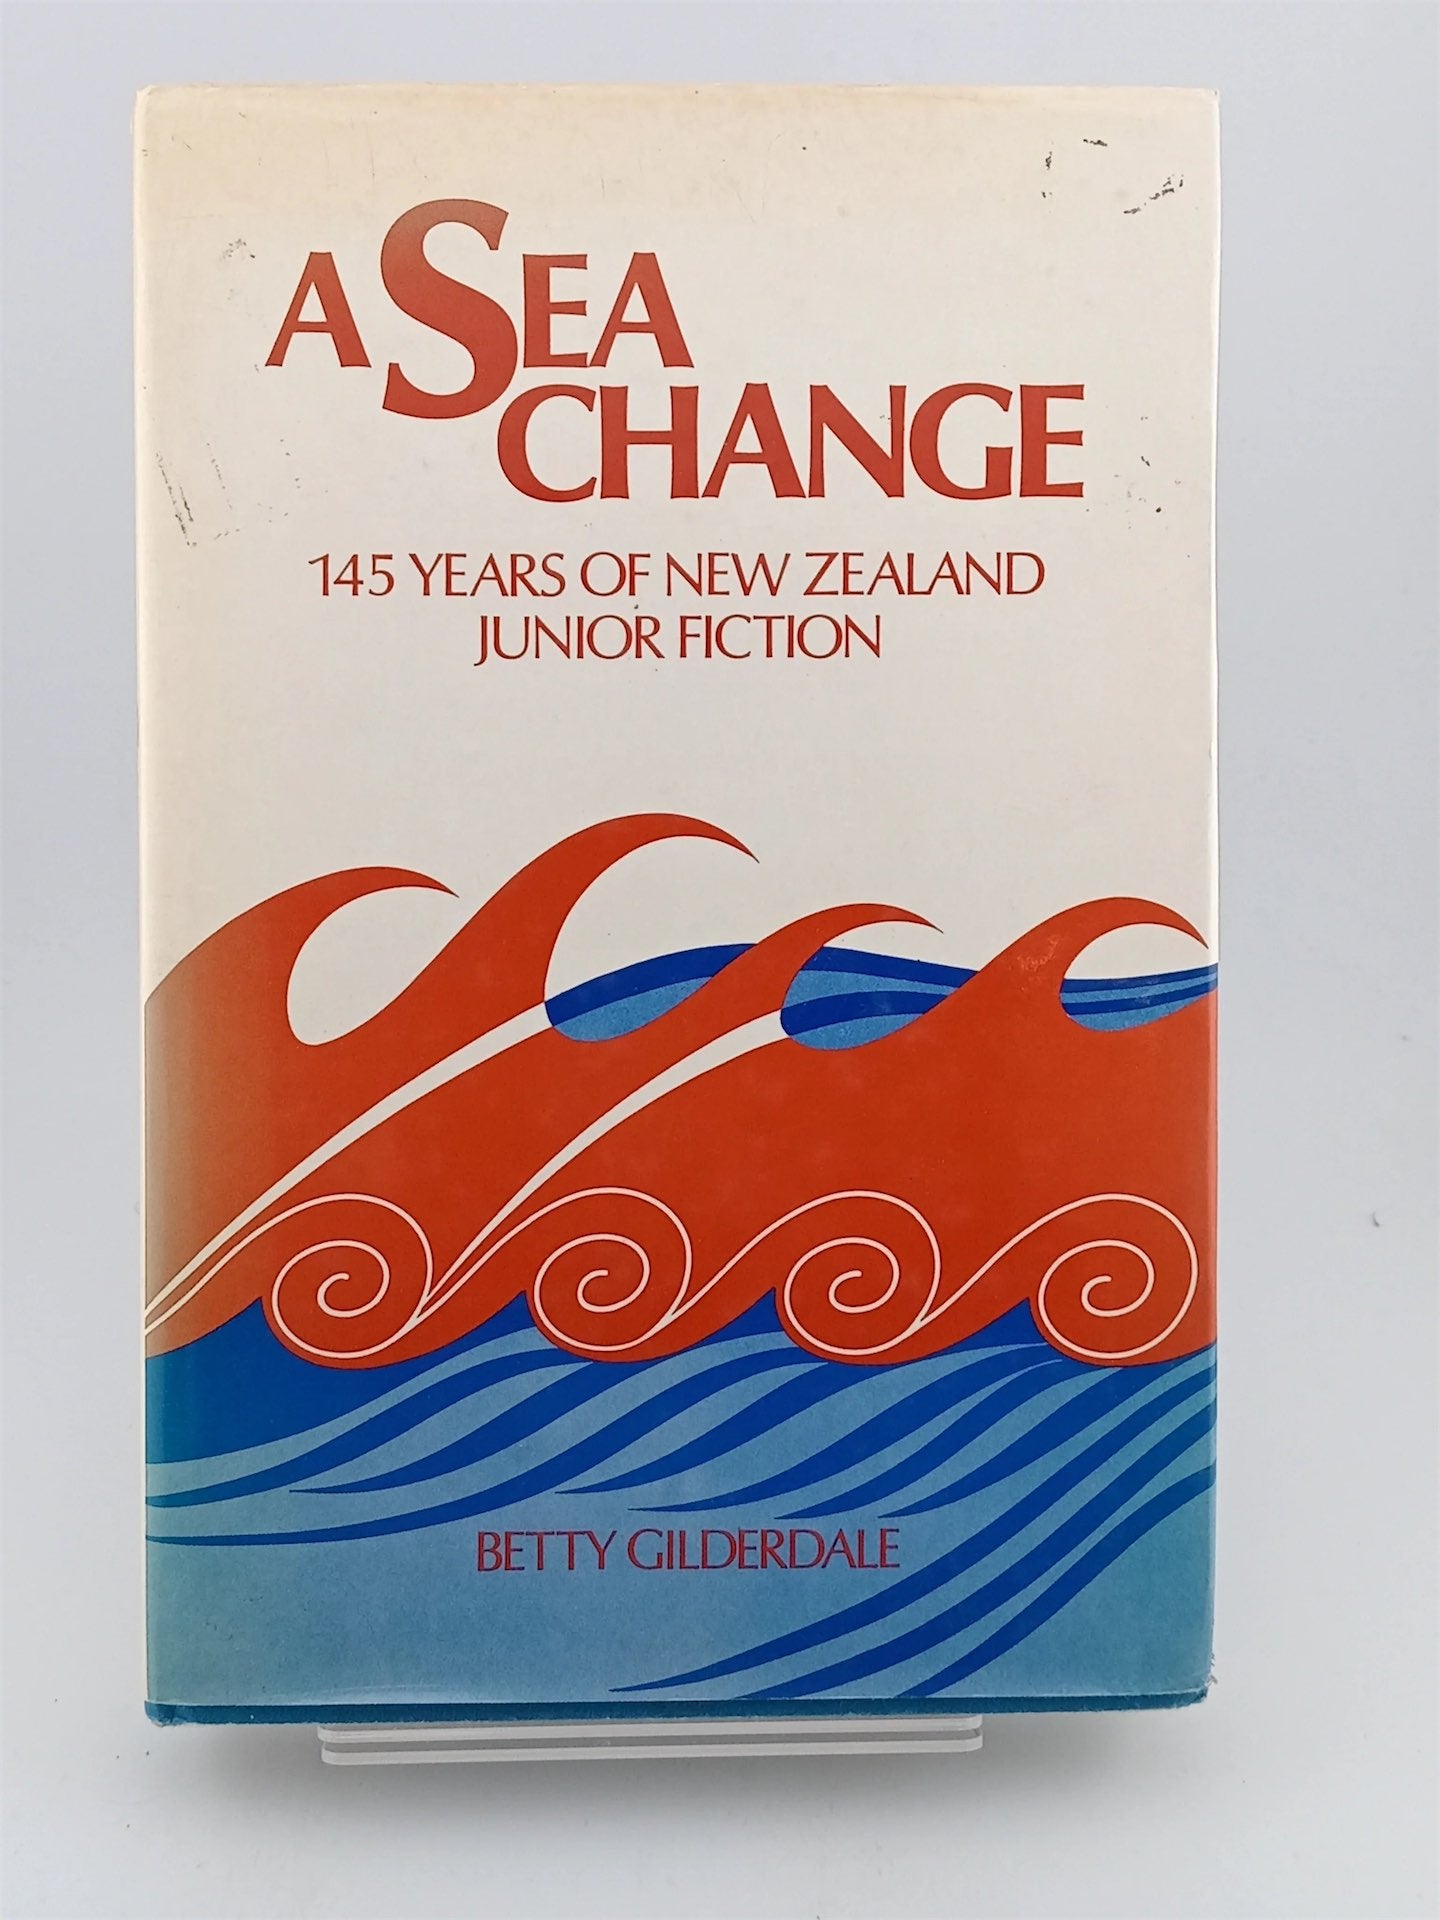 A SEA
CHANGE
145 YEARS OF NEW ZEALAND
JUNIOR FICTION
BETTY GILDERDALE